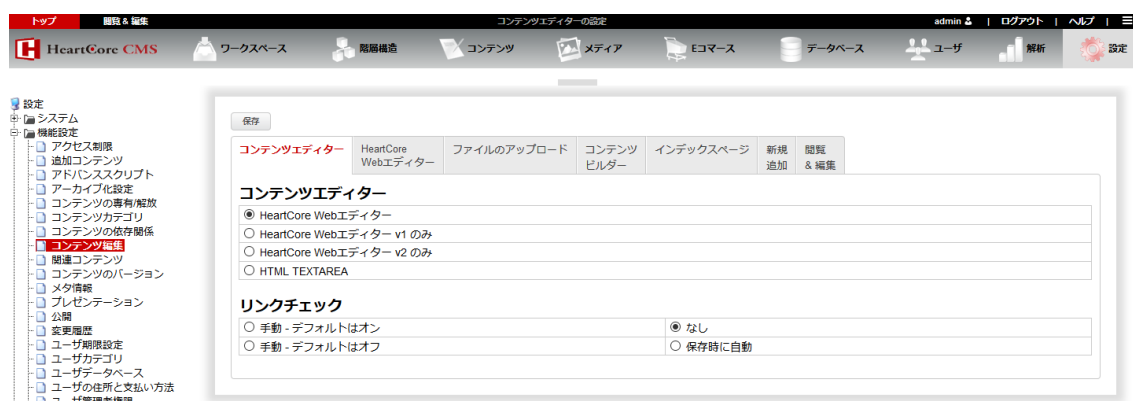 トップ 閲覧 & 編集 コンテンツエディターの設定 admin | ログアウト | ヘルプ |
HeartCore CMS ワークスペース 階層構造 コンテンツ メディア Eコマース データベース ユーザ 解析 設定
設定
システム
機能設定
アクセス制限
追加コンテンツ
アドバンススクリプト
アーカイブ化設定
コンテンツの専有/解放
コンテンツカテゴリ
コンテンツの依存関係
コンテンツ編集
関連コンテンツ
コンテンツのバージョン
メタ情報
プレゼンテーション
公開
変更履歴
ユーザ期限設定
ユーザカテゴリ
ユーザデータベース
ユーザの住所と支払い方法
ユーザ管理者権限
保存
コンテンツエディター
HeartCore
Webエディター
ファイルのアップロード
コンテンツ
ビルダー
インデックスページ
新規
追加
閲覧
& 編集
コンテンツエディター
HeartCore Webエディター
HeartCore Webエディター v1 のみ
HeartCore Webエディター v2 のみ
HTML TEXTAREA
リンクチェック
手動 - デフォルトはオン なし
手動 - デフォルトはオフ 保存時に自動